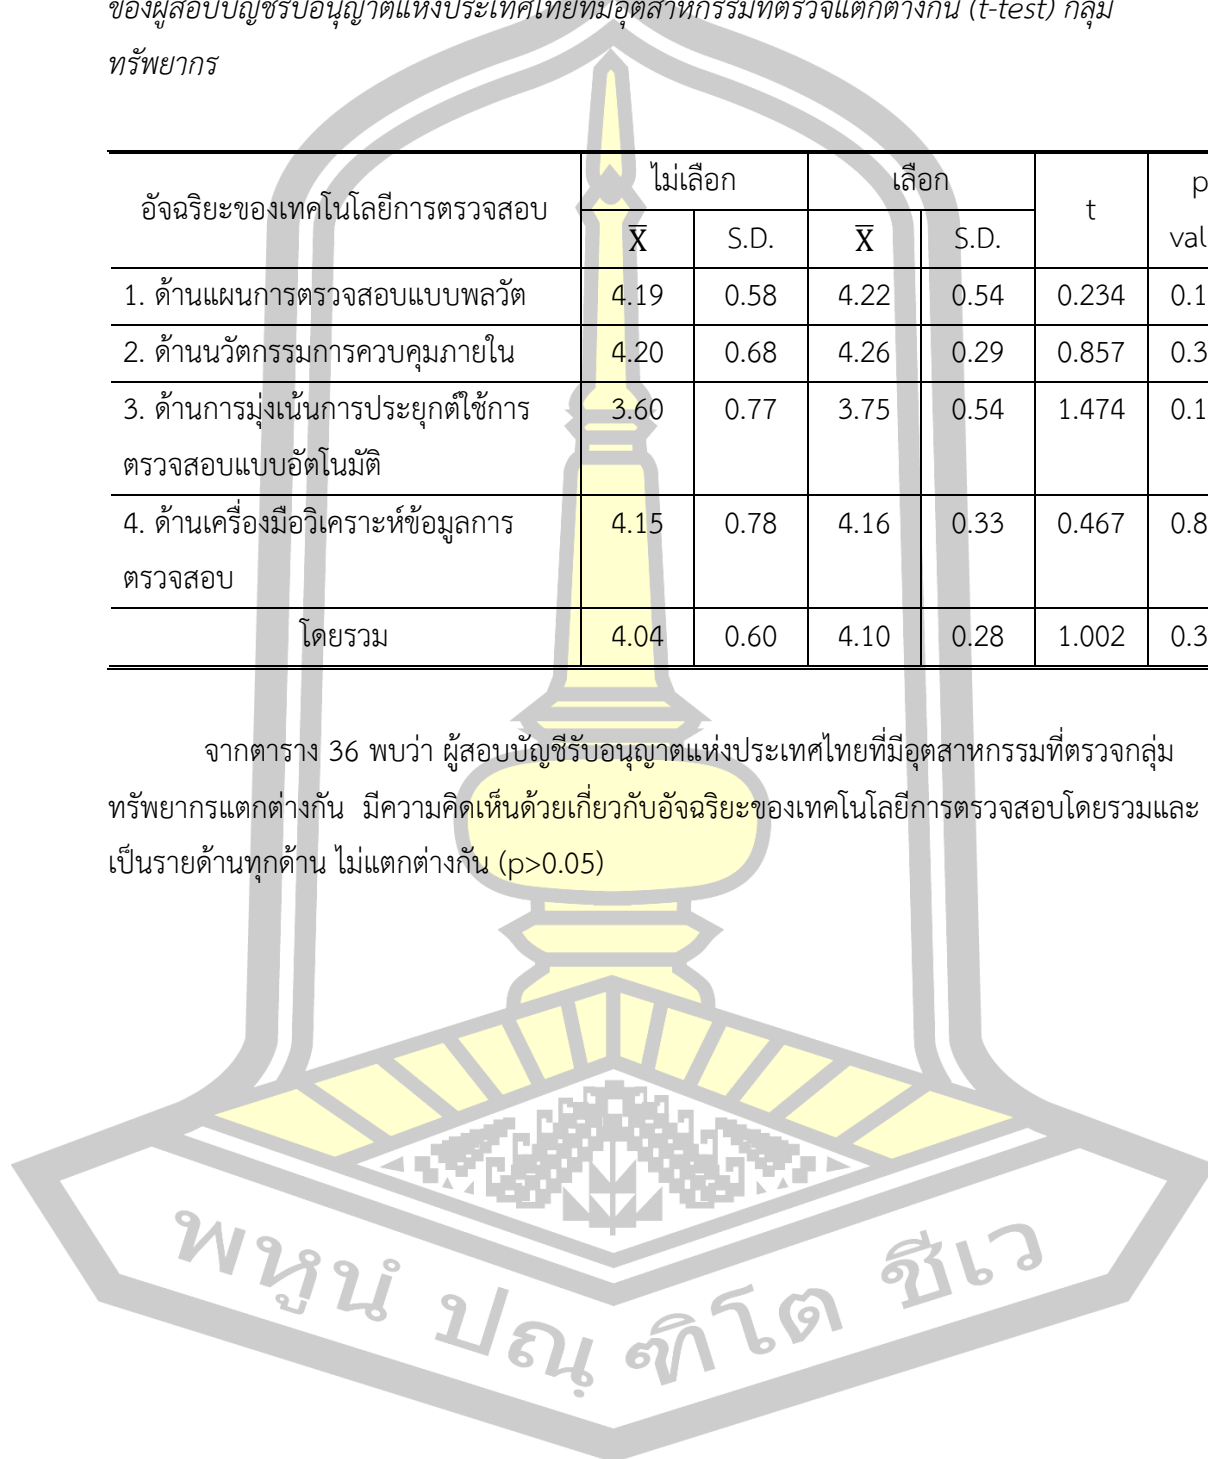 ของผู้สอบบัญชีรับอนุญาตแห่งประเทศไทยที่มีอุตสาหกรรมที่ตรวจแตกต่างกัน (t-test) กลุ่ม
ทรัพยากร
อัจฉริยะของเทคโนโลยีการตรวจสอบ ไม่เลือก เลือก t p
X̅ S.D. X̅ S.D. val
1. ด้านแผนการตรวจสอบแบบพลวัต 4.19 0.58 4.22 0.54 0.234 0.1
2. ด้านนวัตกรรมการควบคุมภายใน 4.20 0.68 4.26 0.29 0.857 0.3
3. ด้านการมุ่งเน้นการประยุกต์ใช้การ 3.60 0.77 3.75 0.54 1.474 0.1
ตรวจสอบแบบอัตโนมัติ
4. ด้านเครื่องมือวิเคราะห์ข้อมูลการ 4.15 0.78 4.16 0.33 0.467 0.8
ตรวจสอบ
โดยรวม 4.04 0.60 4.10 0.28 1.002 0.3
จากตาราง 36 พบว่า ผู้สอบบัญชีรับอนุญาตแห่งประเทศไทยที่มีอุตสาหกรรมที่ตรวจกลุ่ม
ทรัพยากรแตกต่างกัน มีความคิดเห็นด้วยเกี่ยวกับอัจฉริยะของเทคโนโลยีการตรวจสอบโดยรวมและ
เป็นรายด้านทุกด้าน ไม่แตกต่างกัน (p>0.05)
พหูนํ ปณฺฑิโต ชีเว